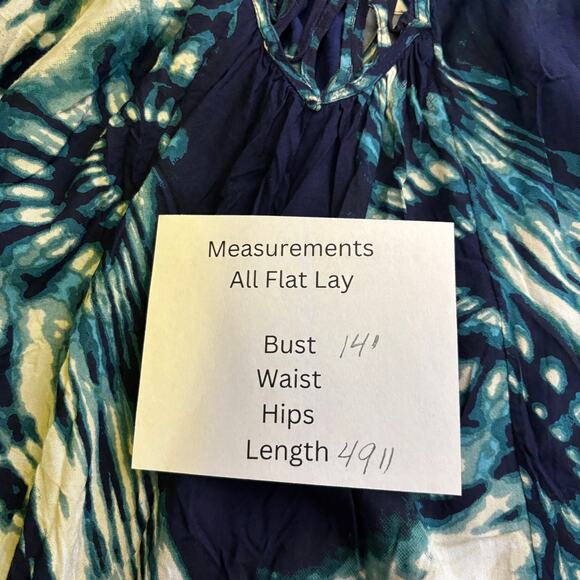 Measurements
All Flat Lay
Bust 14"
Waist
Hips
Length 49"